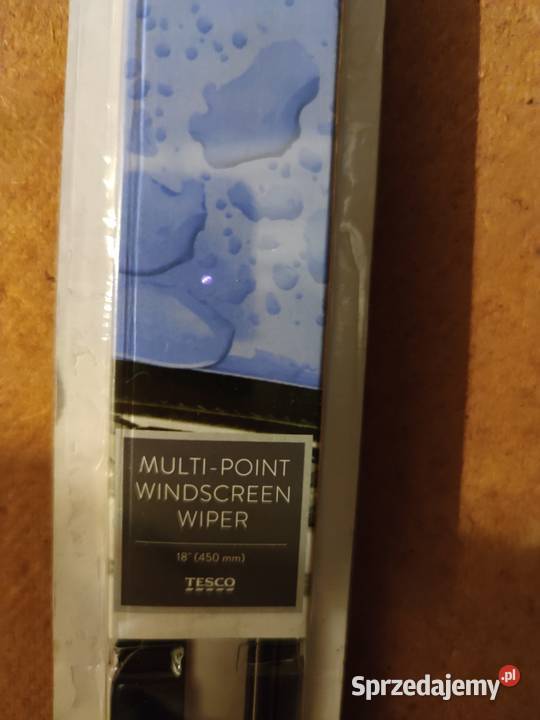 MULTI-POINT
WINDSCREEN
WIPER
18" (450 mm)
TESCO
Sprzedajemy.pl